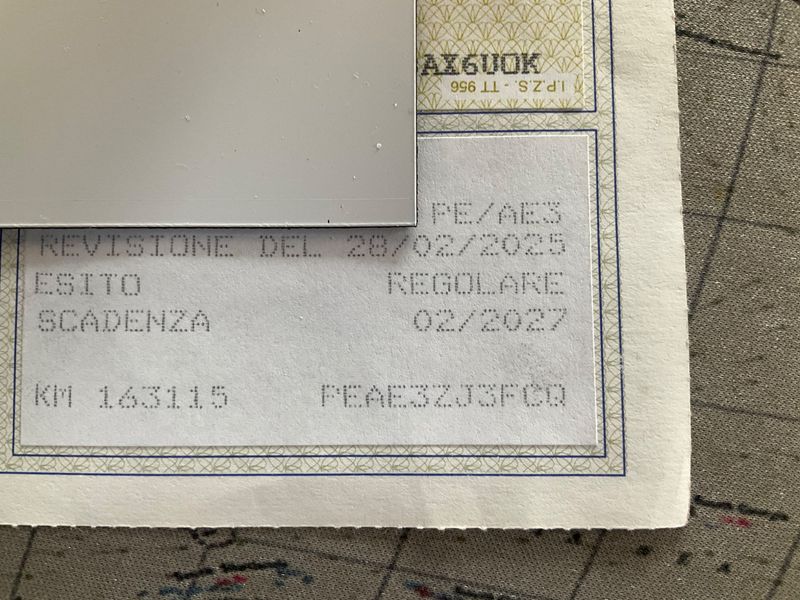 AX6UOK
I.P.Z.S. - TT 956
PE/AE3
REVISIONE DEL 28/02/2025
ESITO REGOLARE
SCADENZA 02/2027
KM 163115 PEAE3ZJ3FCQ